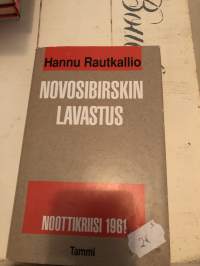 Hannu Rautkallio
NOVOSIBIRSKIN
LAVASTUS
NOOTTIKRIISI 1961
Tammi